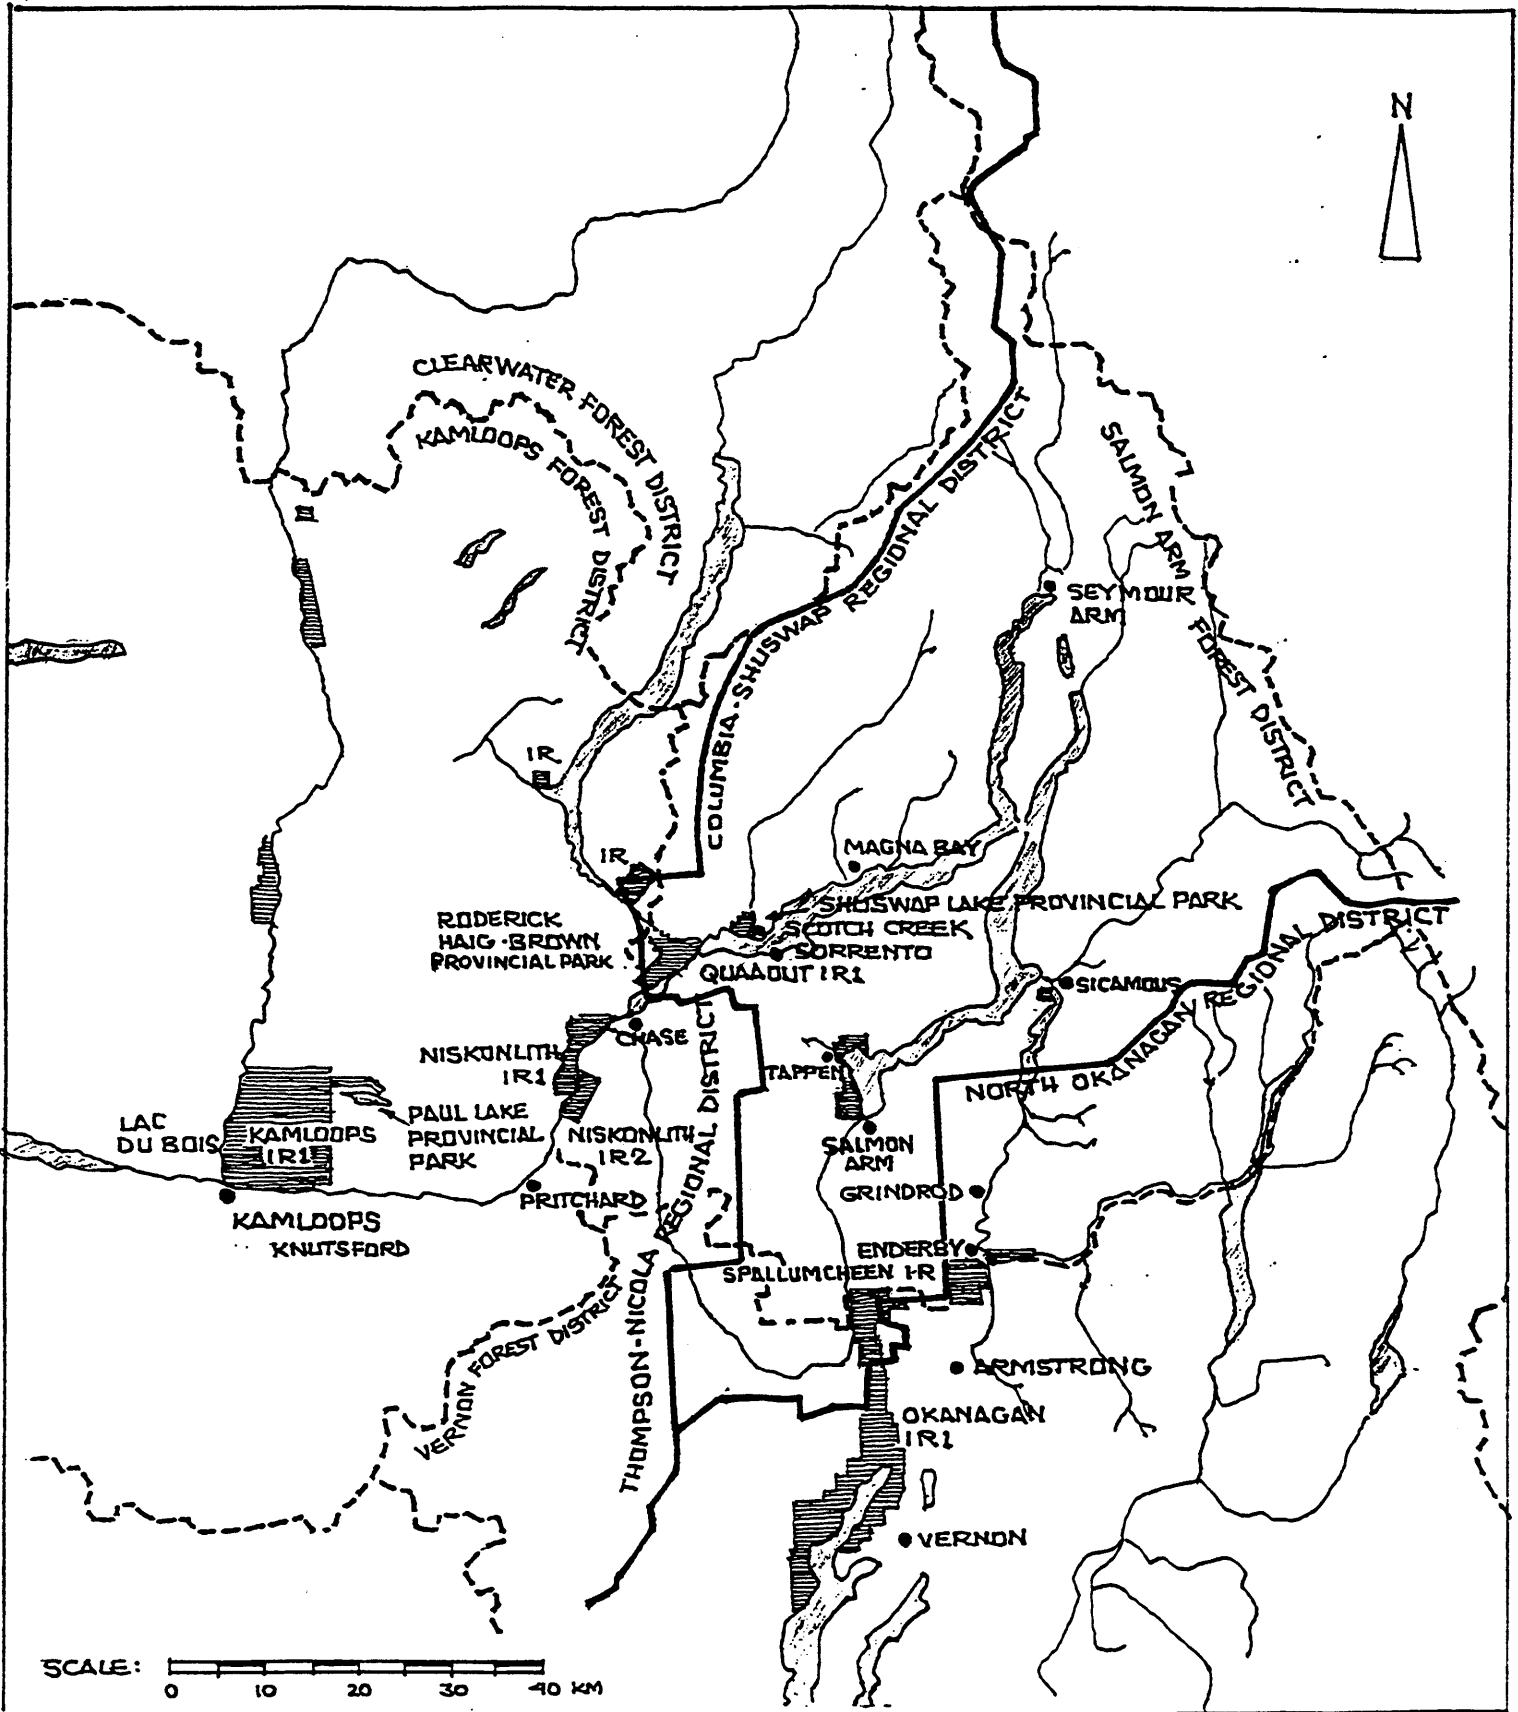 N
CLEARWATER FOREST DISTRICT
KAMLOOPS FOREST DISTRICT
COLUMBIA-SHUSWAP REGIONAL DISTRICT
SALMON ARM FOREST DISTRICT
SEYMOUR
ARM
IR
IR
MAGNA BAY
SHUSWAP LAKE PROVINCIAL PARK
SCOTCH CREEK
SORRENTO
QUAAOUT IR1
RODERICK
HAIG-BROWN
PROVINCIAL PARK
SICAMOUS
NORTH OKANAGAN REGIONAL DISTRICT
CHASE
NISKONLITH
IR1
TAPPEN
PAUL LAKE
PROVINCIAL
PARK
LAC
DU BOIS
KAMLOOPS
IR1
NISKONLITH
IR2
SALMON
ARM
PRITCHARD
GRINDROD
KAMLOOPS
KNUTSFORD
ENDERBY
SPALLUMCHEEN IR
THOMPSON-NICOLA REGIONAL DISTRICT
VERNON FOREST DISTRICT
ARMSTRONG
OKANAGAN
IR1
VERNON
SCALE:
0 10 20 30 40 KM